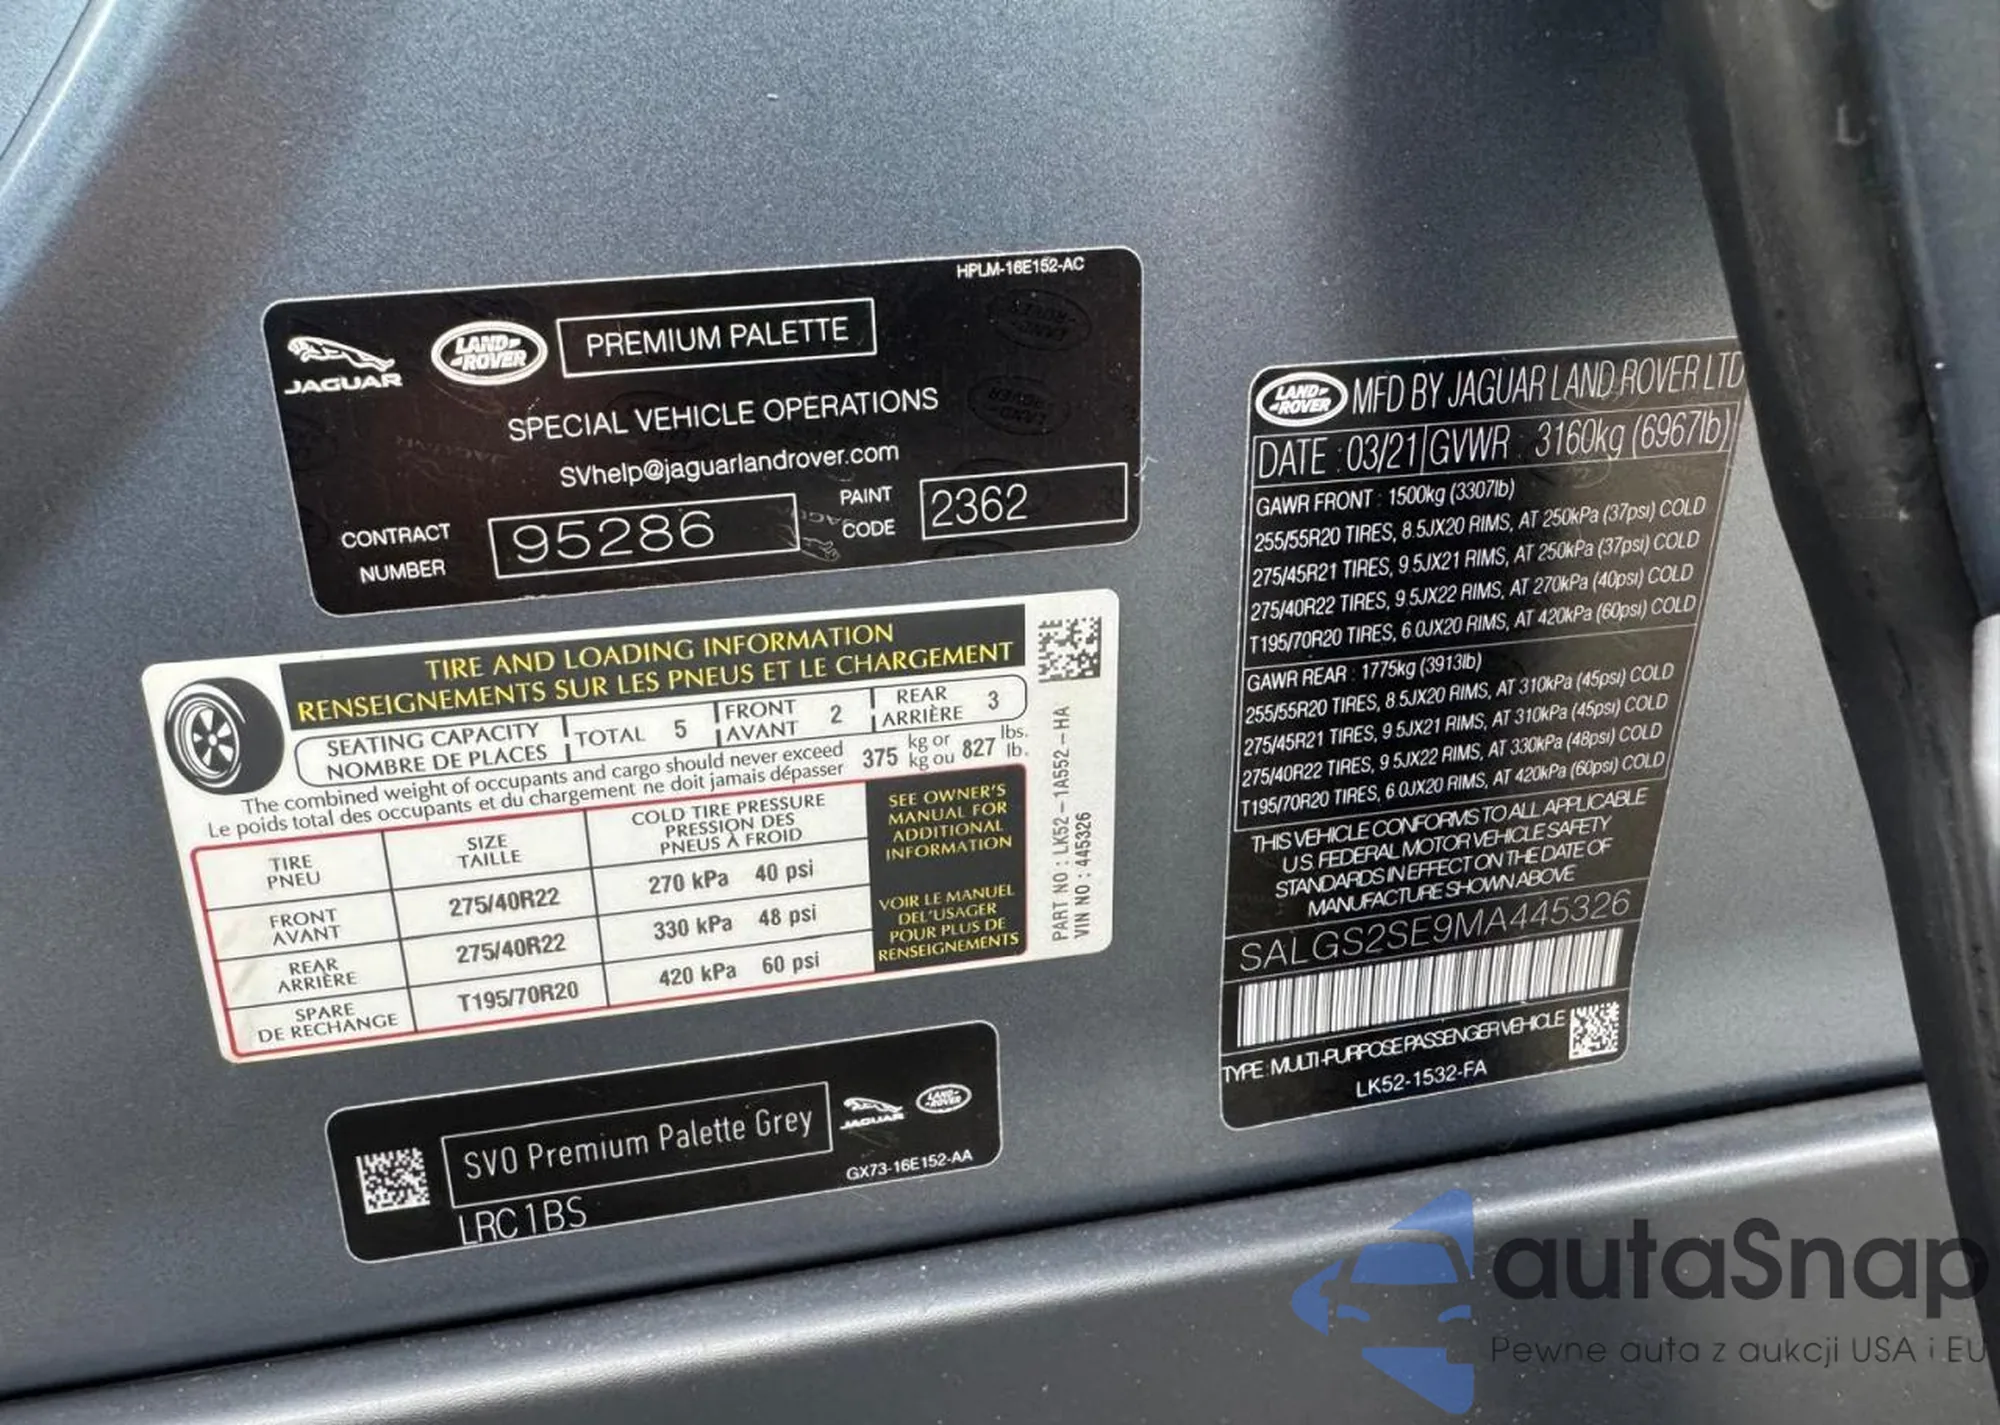 HPLM-16E152-AC
JAGUAR
LAND ROVER
PREMIUM PALETTE
SPECIAL VEHICLE OPERATIONS
SVhelp@jaguarlandrover.com
CONTRACT NUMBER
95286
PAINT CODE
2362
TIRE AND LOADING INFORMATION
RENSEIGNEMENTS SUR LES PNEUS ET LE CHARGEMENT
SEATING CAPACITY
NOMBRE DE PLACES
TOTAL 5
FRONT AVANT 2
REAR ARRIÈRE 3
The combined weight of occupants and cargo should never exceed 375 kg or 827 lbs.
Le poids total des occupants et du chargement ne doit jamais dépasser kg ou lb.
TIRE PNEU
SIZE TAILLE
COLD TIRE PRESSURE
PRESSION DES PNEUS À FROID
FRONT AVANT
275/40R22
270 kPa 40 psi
REAR ARRIÈRE
275/40R22
330 kPa 48 psi
SPARE DE RECHANGE
T195/70R20
420 kPa 60 psi
SEE OWNER'S
MANUAL FOR
ADDITIONAL
INFORMATION
VOIR LE MANUEL
DEL'USAGER
POUR PLUS DE
RENSEIGNEMENTS
PART NO : LK52-1A552-HA
VIN NO : 445326
SVO Premium Palette Grey
JAGUAR
LAND ROVER
GX73-16E152-AA
LRC1BS
LAND ROVER
MFD BY JAGUAR LAND ROVER LTD
DATE : 03/21 GVWR : 3160kg (6967lb)
GAWR FRONT : 1500kg (3307lb)
255/55R20 TIRES, 8.5JX20 RIMS, AT 250kPa (37psi) COLD
275/45R21 TIRES, 9.5JX21 RIMS, AT 250kPa (37psi) COLD
275/40R22 TIRES, 9.5JX22 RIMS, AT 270kPa (40psi) COLD
T195/70R20 TIRES, 6.0JX20 RIMS, AT 420kPa (60psi) COLD
GAWR REAR : 1775kg (3913lb)
255/55R20 TIRES, 8.5JX20 RIMS, AT 310kPa (45psi) COLD
275/45R21 TIRES, 9.5JX21 RIMS, AT 310kPa (45psi) COLD
275/40R22 TIRES, 9.5JX22 RIMS, AT 330kPa (48psi) COLD
T195/70R20 TIRES, 6.0JX20 RIMS, AT 420kPa (60psi) COLD
THIS VEHICLE CONFORMS TO ALL APPLICABLE
U.S. FEDERAL MOTOR VEHICLE SAFETY
STANDARDS IN EFFECT ON THE DATE OF
MANUFACTURE SHOWN ABOVE
SALGS2SE9MA445326
TYPE: MULTI-PURPOSE PASSENGER VEHICLE
LK52-1532-FA
autaSnap
Pewne auta z aukcji USA i EU